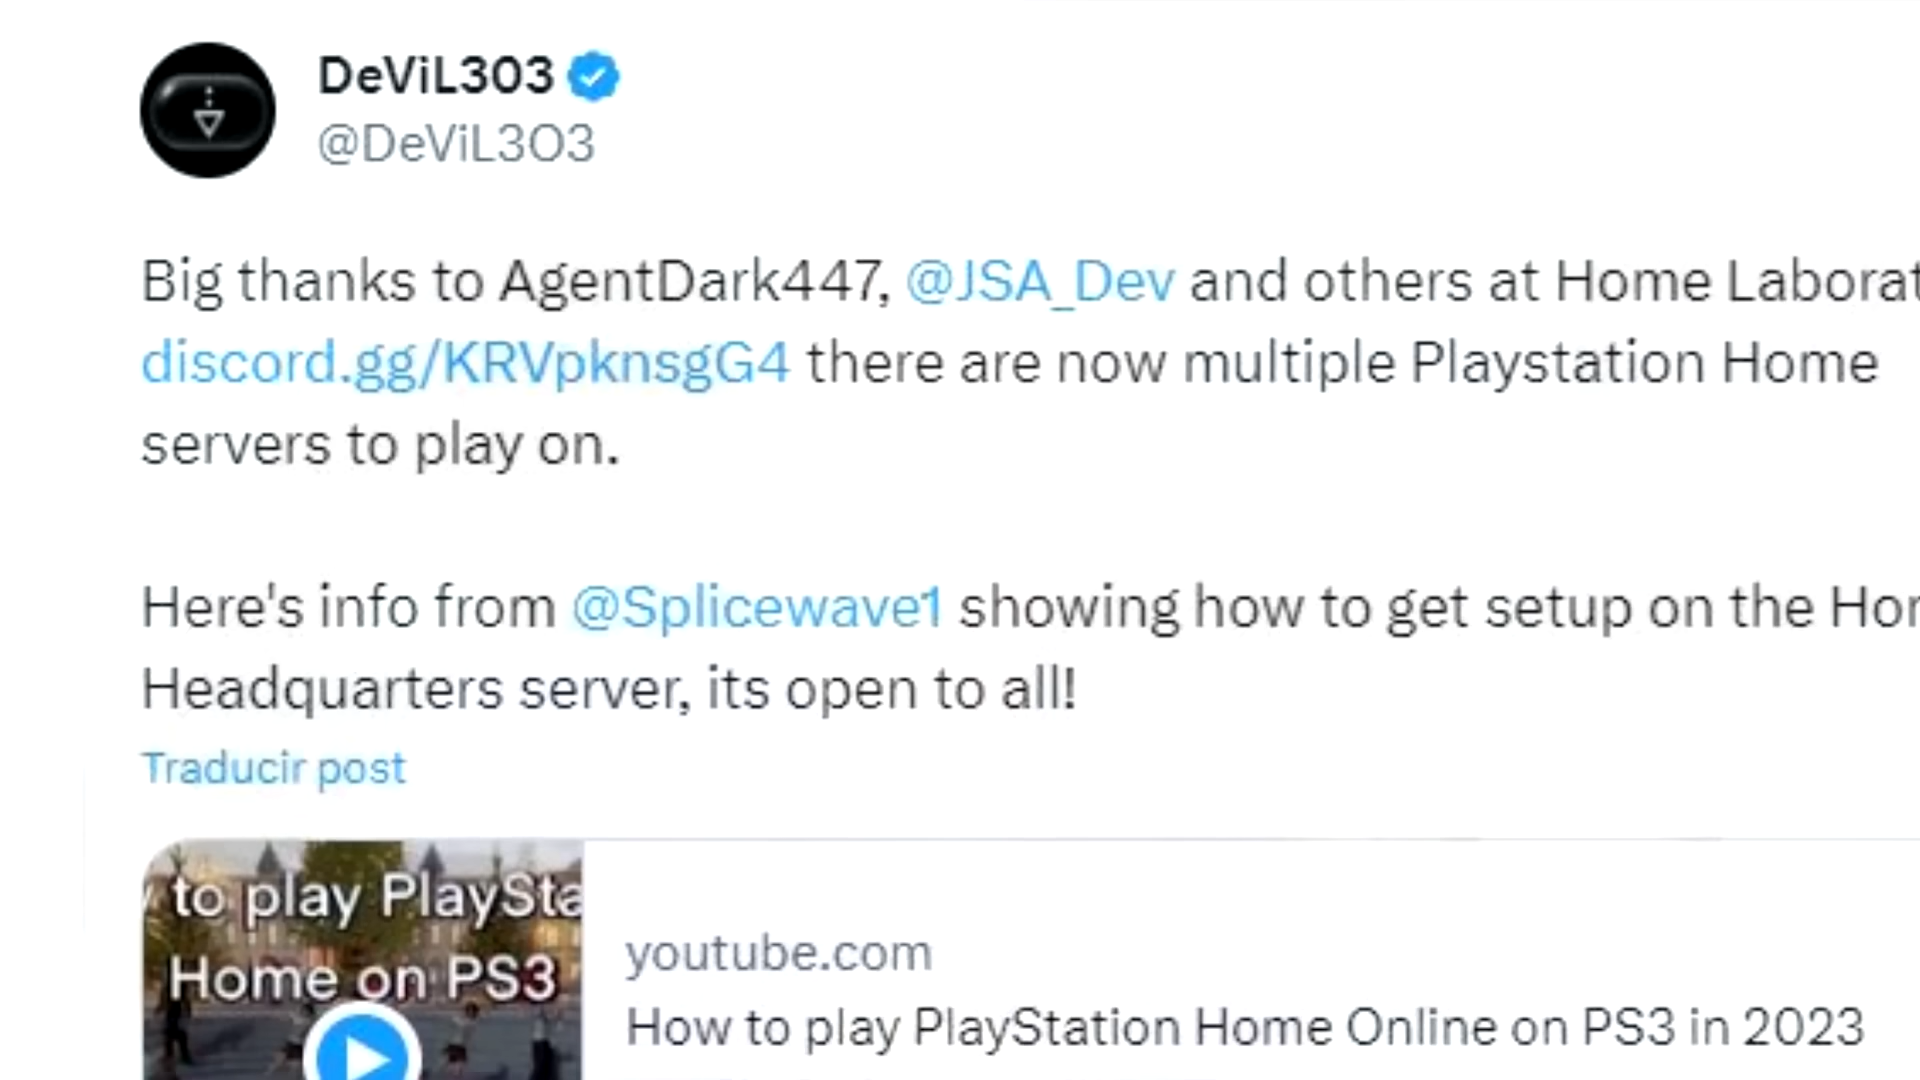 DeViL303
@DeViL3O3
Big thanks to AgentDark447, @JSA_Dev and others at Home Laborat
discord.gg/KRVpknsgG4 there are now multiple Playstation Home
servers to play on.
Here's info from @Splicewave1 showing how to get setup on the Hom
Headquarters server, its open to all!
Traducir post
to play PlaySta
Home on PS3
youtube.com
How to play PlayStation Home Online on PS3 in 2023